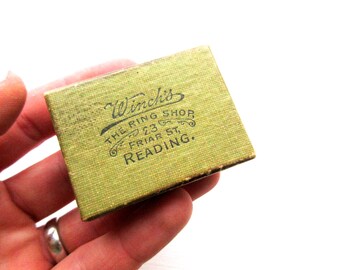 Winch's
THE RING SHOP
23
FRIAR ST,
READING.